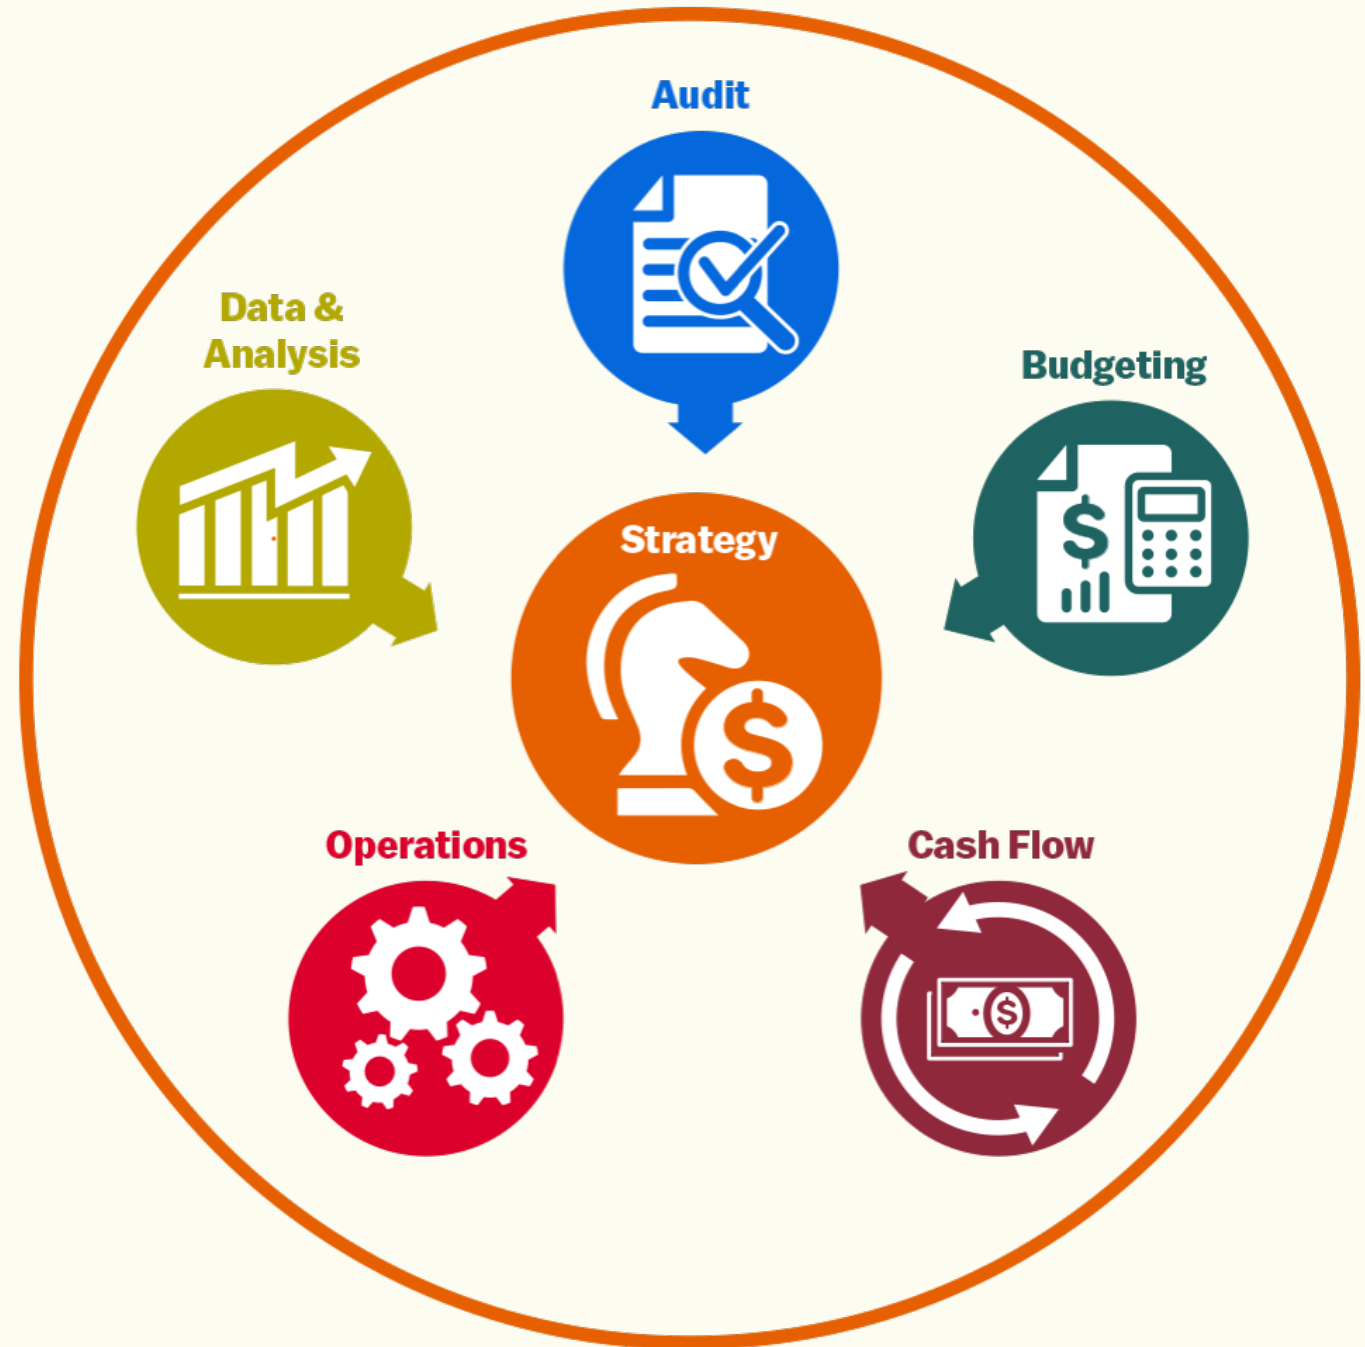 Audit
Data &
Analysis
Budgeting
Strategy
$
$
Operations
Cash Flow
$